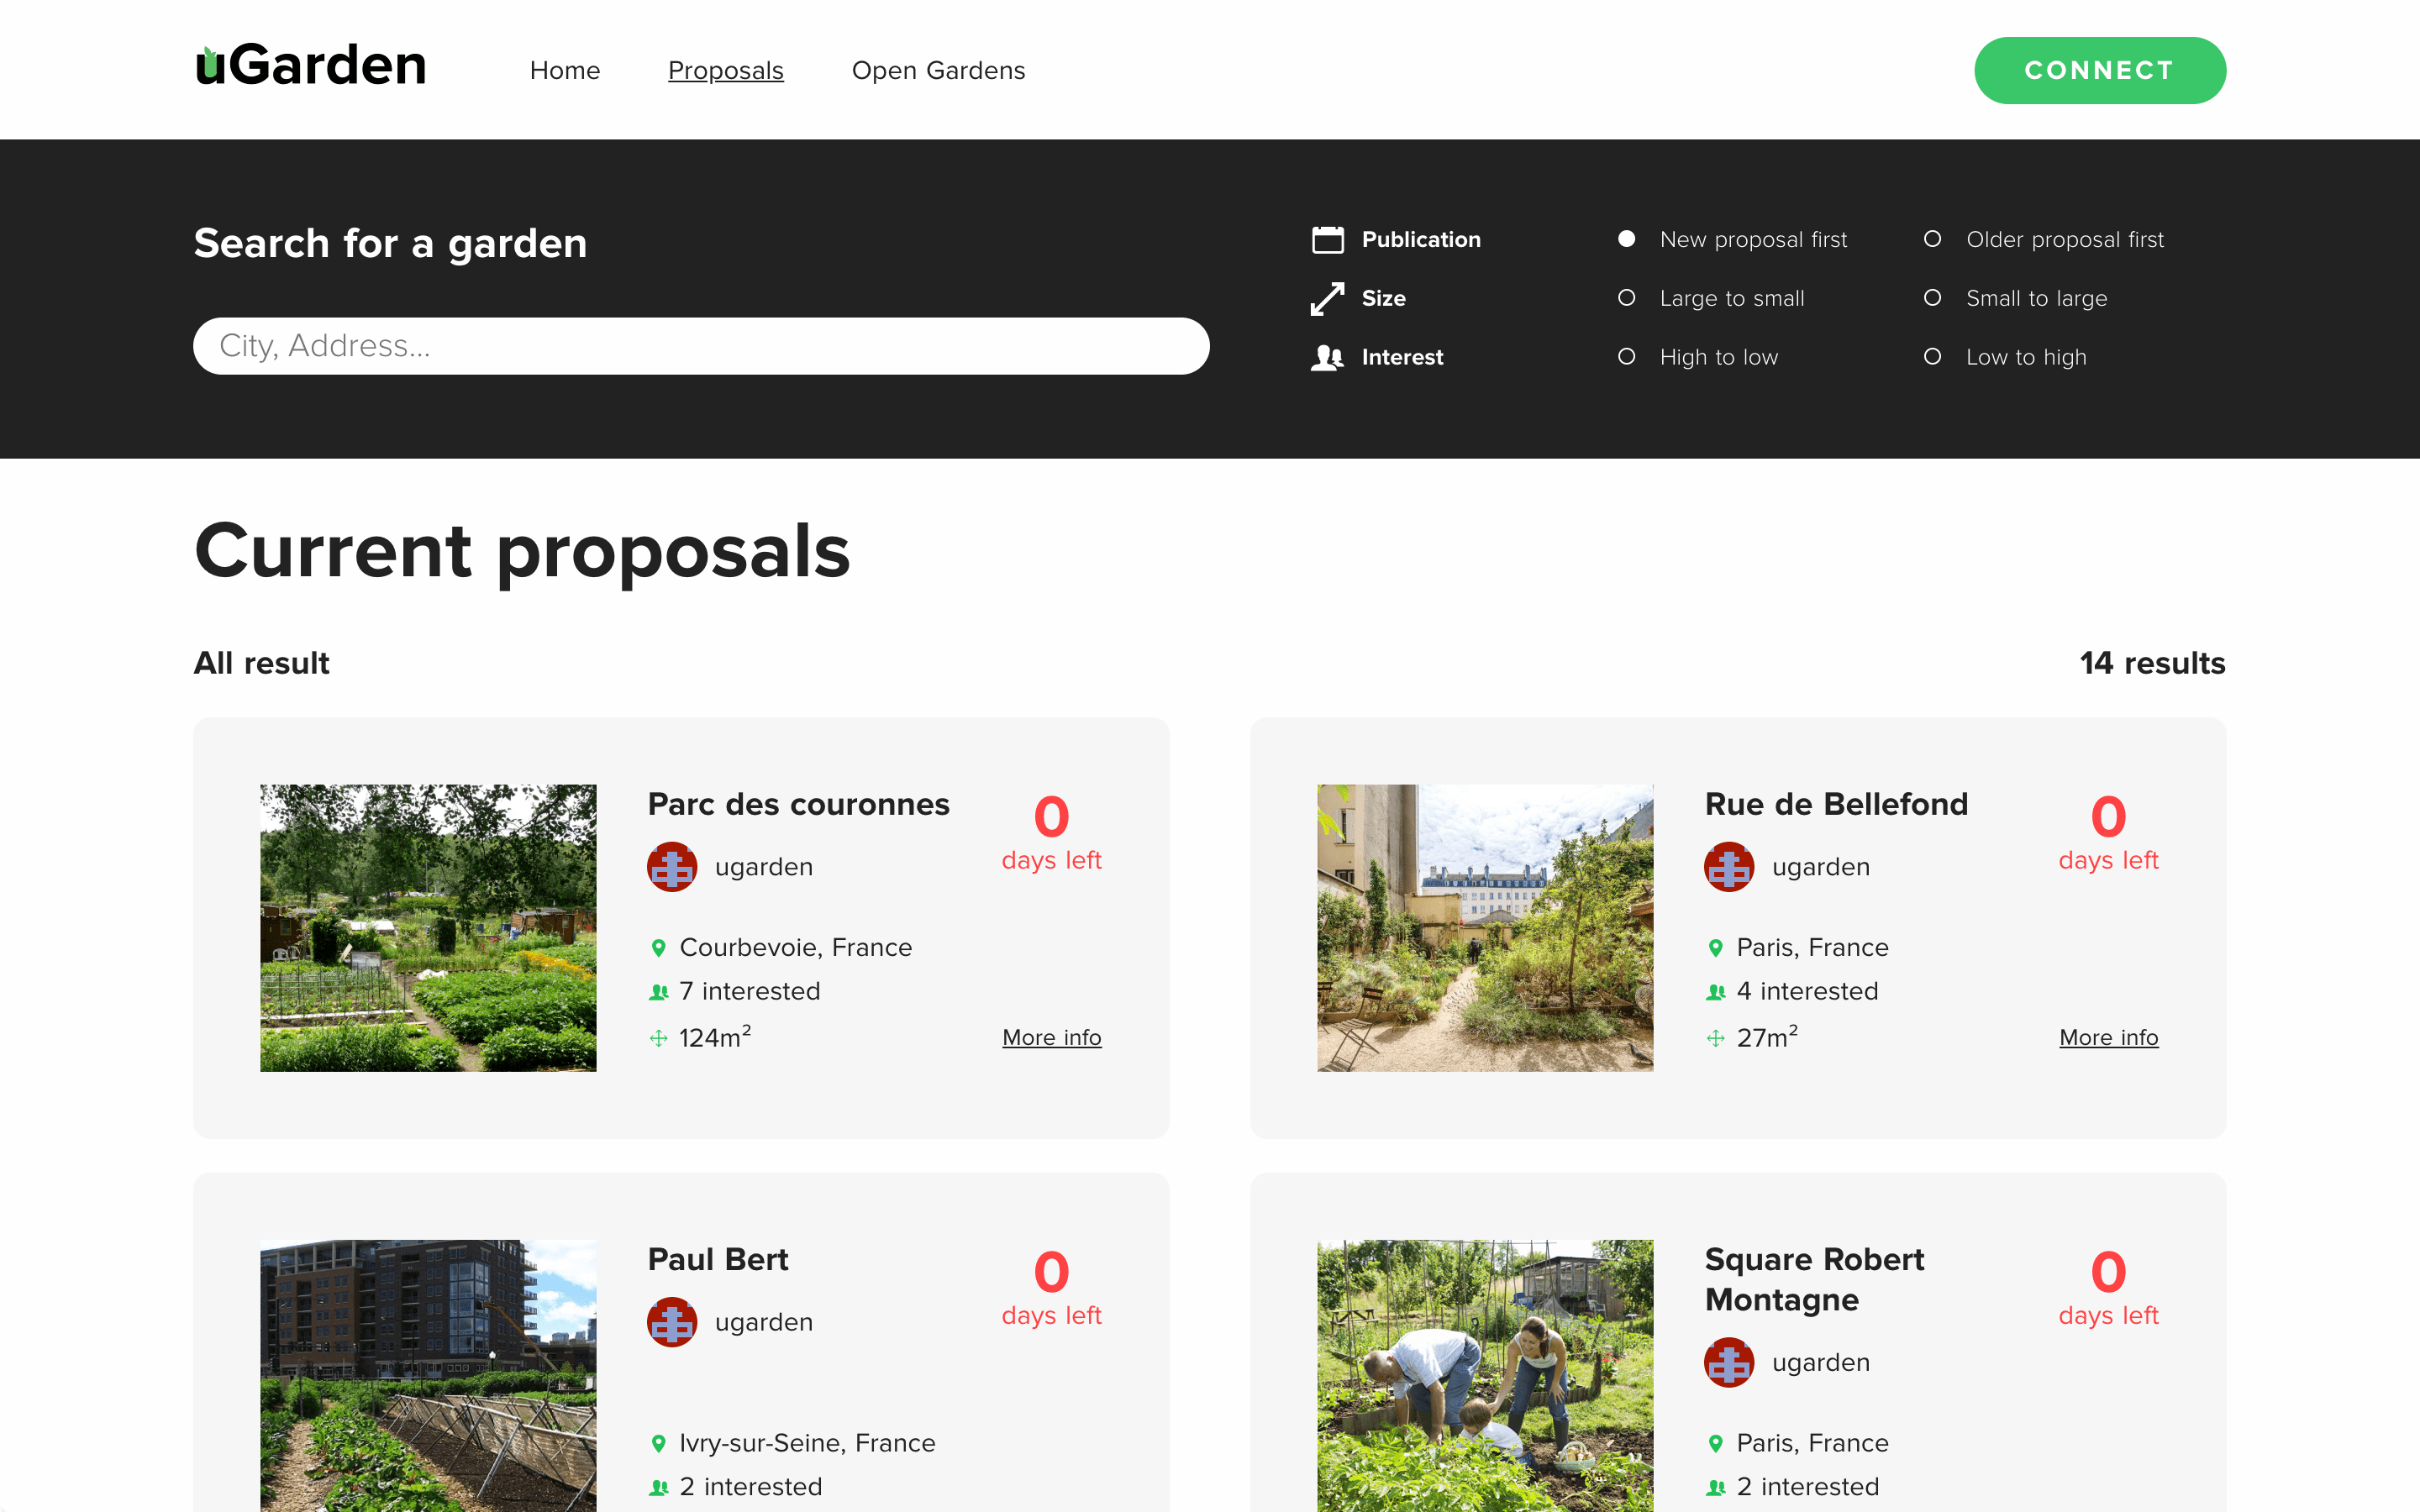 uGarden
Home
Proposals
Open Gardens
CONNECT
Search for a garden
City, Address...
Publication
New proposal first
Older proposal first
Size
Large to small
Small to large
Interest
High to low
Low to high
Current proposals
All result
14 results
Parc des couronnes
0
days left
ugarden
Courbevoie, France
7 interested
124m²
More info
Rue de Bellefond
0
days left
ugarden
Paris, France
4 interested
27m²
More info
Paul Bert
0
days left
ugarden
Ivry-sur-Seine, France
2 interested
Square Robert
Montagne
0
days left
ugarden
Paris, France
2 interested